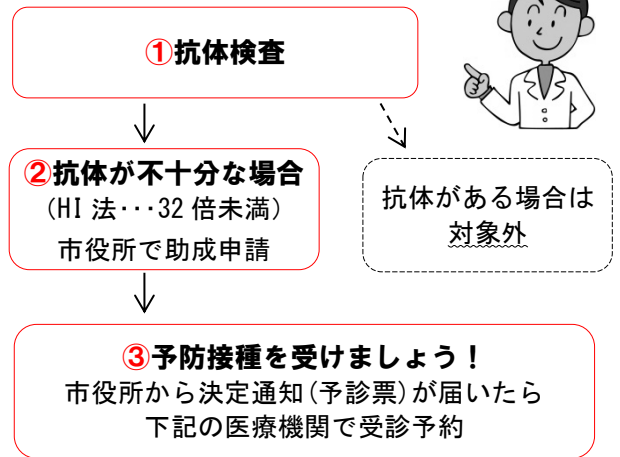 ①抗体検査
②抗体が不十分な場合
(HI法･･･32倍未満)
市役所で助成申請
抗体がある場合は
対象外
③予防接種を受けましょう！
市役所から決定通知(予診票)が届いたら
下記の医療機関で受診予約